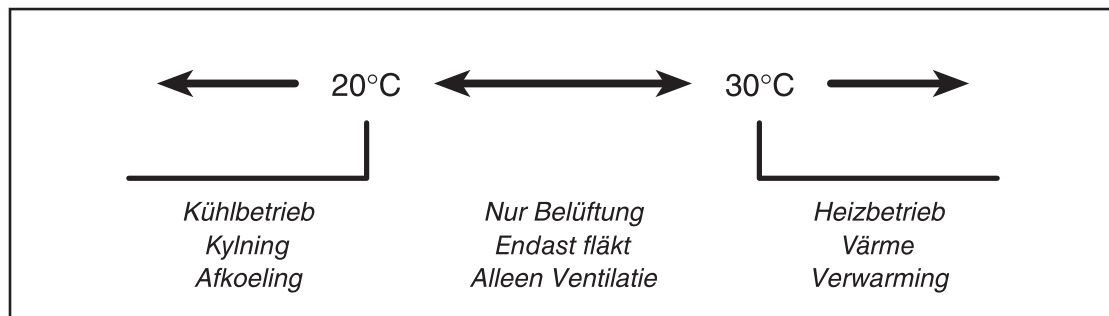 20°C 30°C
Kühlbetrieb Nur Belüftung Heizbetrieb
Kylning Endast fläkt Värme
Afkoeling Alleen Ventilatie Verwarming